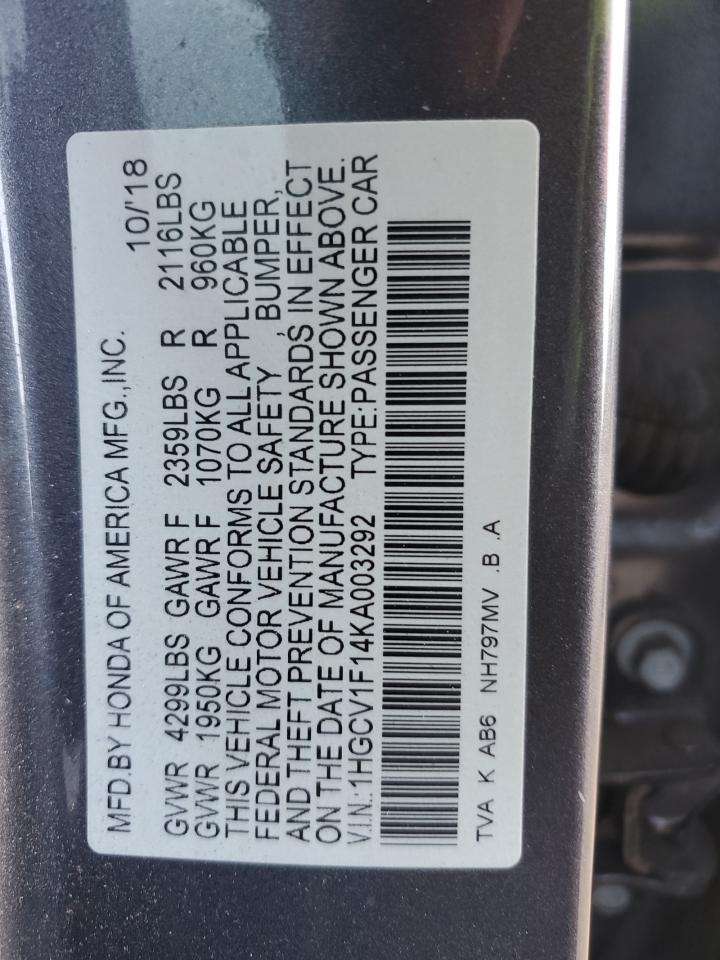 MFD.BY HONDA OF AMERICA MFG.,INC. 10/'18
GVWR 4299LBS GAWR F 2359LBS R 2116LBS
GVWR 1950KG GAWR F 1070KG R 960KG
THIS VEHICLE CONFORMS TO ALL APPLICABLE
FEDERAL MOTOR VEHICLE SAFETY , BUMPER,
AND THEFT PREVENTION STANDARDS IN EFFECT
ON THE DATE OF MANUFACTURE SHOWN ABOVE.
V.I.N.: 1HGCV1F14KA003292 TYPE:PASSENGER CAR
TVA K AB6 NH797MV .B .A